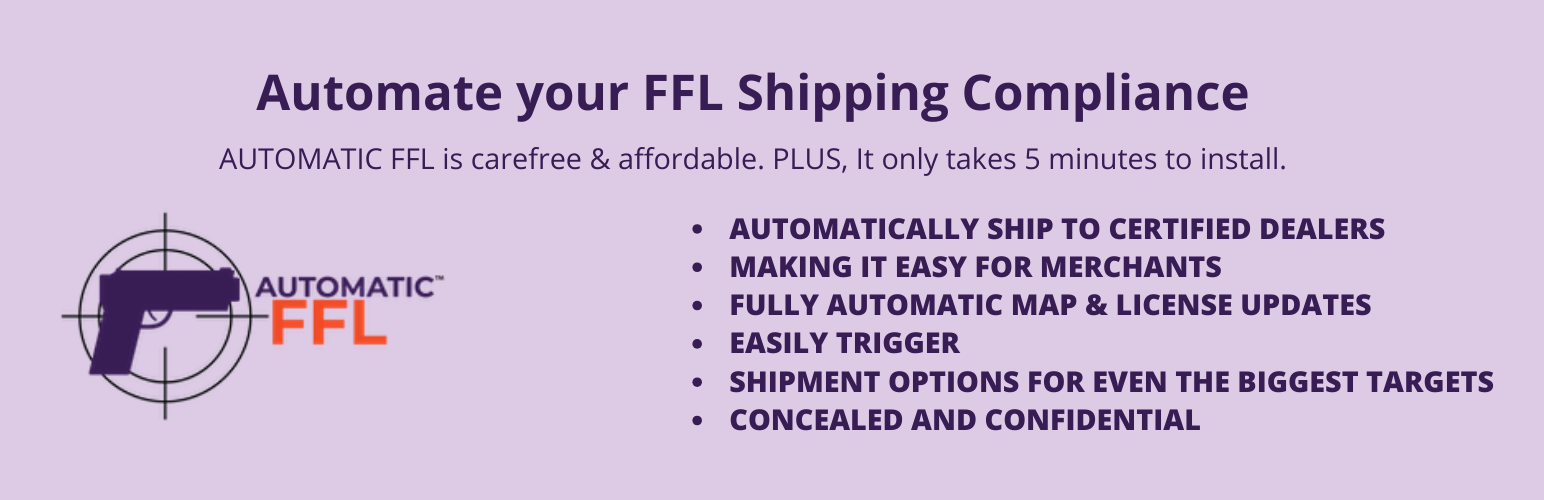 Automate your FFL Shipping Compliance
AUTOMATIC FFL is carefree & affordable. PLUS, It only takes 5 minutes to install.
AUTOMATIC™
FFL
• AUTOMATICALLY SHIP TO CERTIFIED DEALERS
• MAKING IT EASY FOR MERCHANTS
• FULLY AUTOMATIC MAP & LICENSE UPDATES
• EASILY TRIGGER
• SHIPMENT OPTIONS FOR EVEN THE BIGGEST TARGETS
• CONCEALED AND CONFIDENTIAL